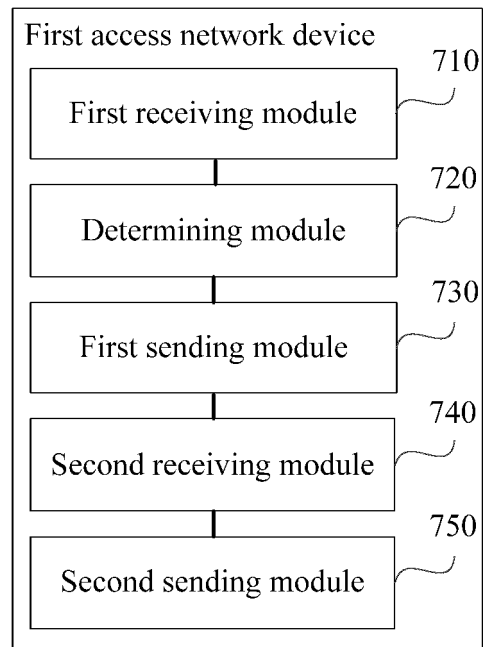 First access network device
710
First receiving module
720
Determining module
730
First sending module
740
Second receiving module
750
Second sending module